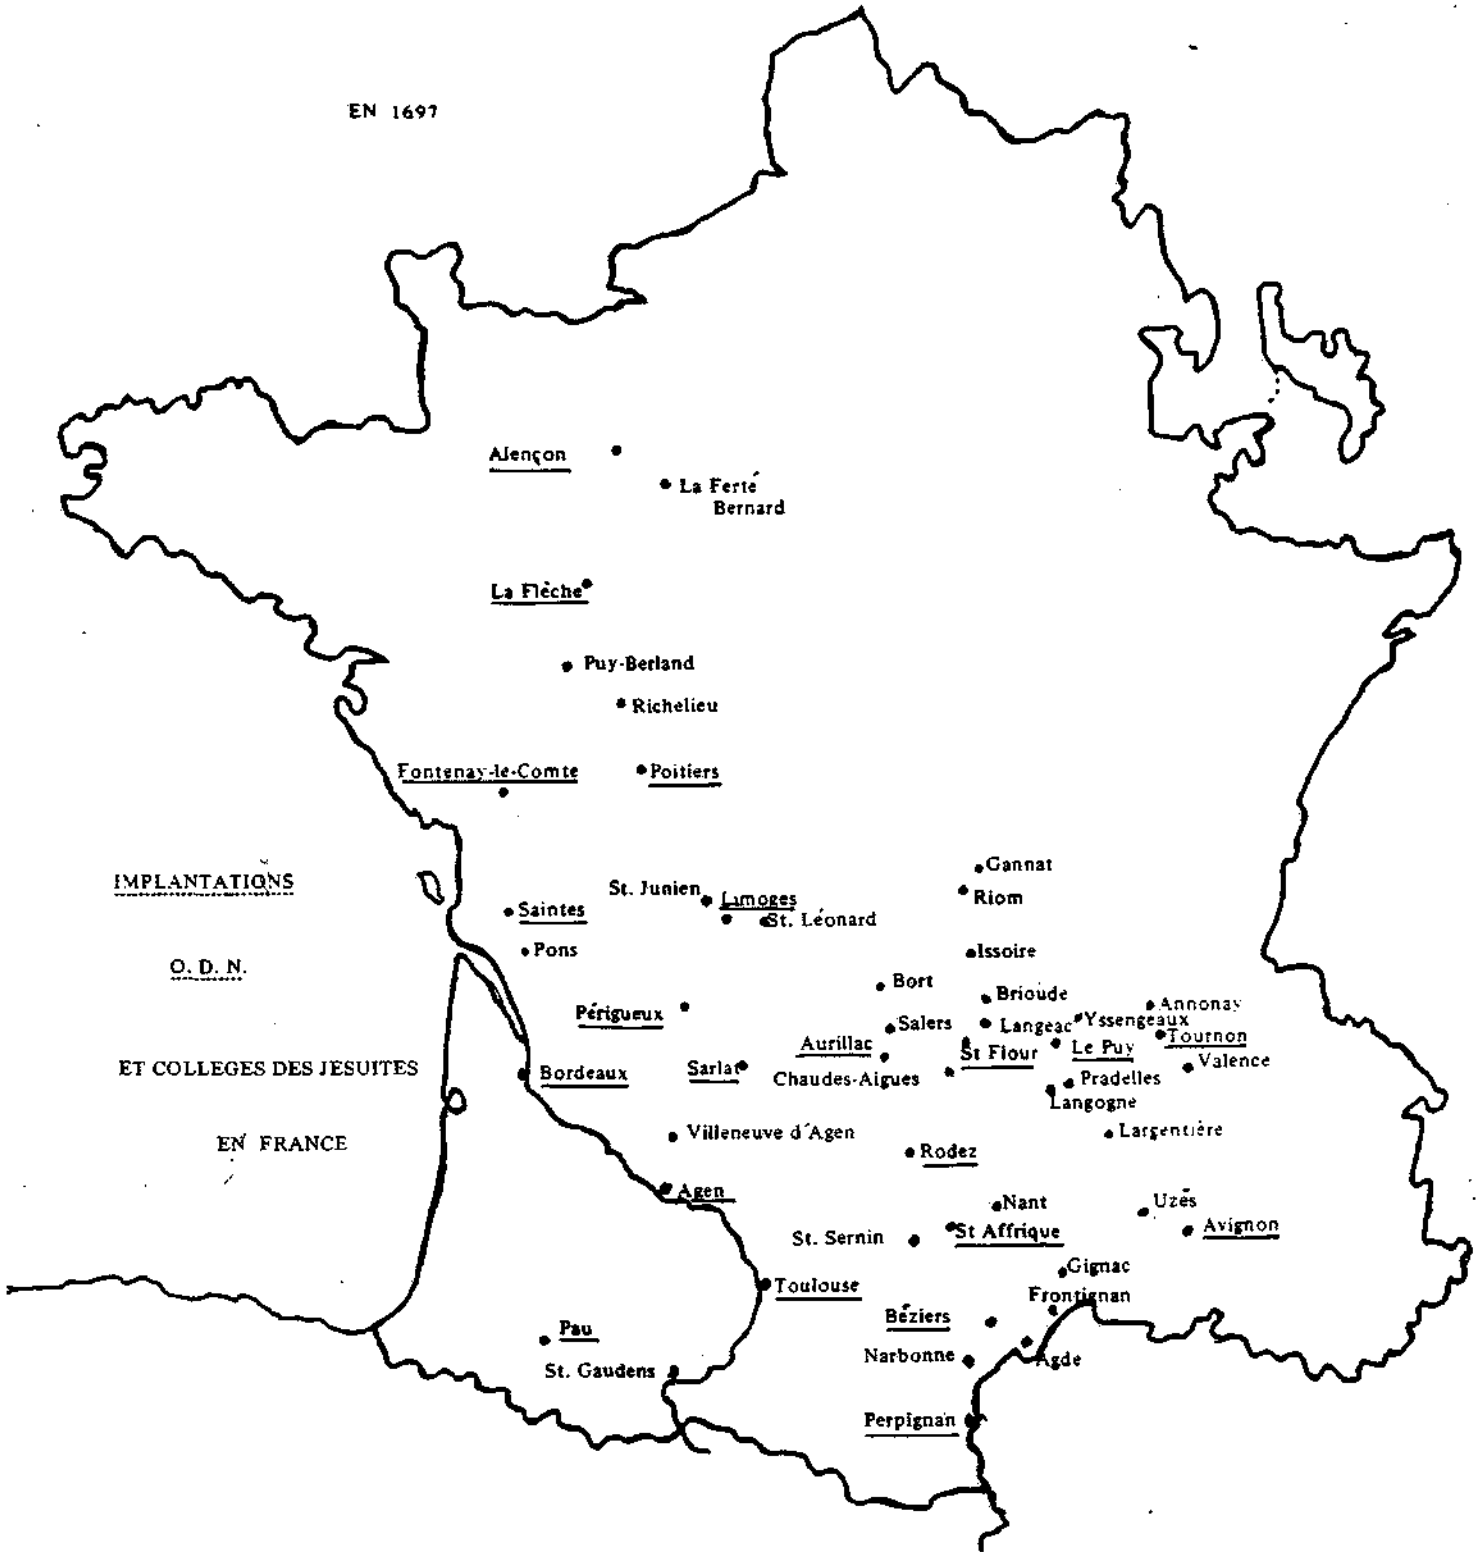 EN 1697
Alençon
La Ferté
Bernard
La Flèche
Puy-Berland
Richelieu
Fontenay-le-Comte
Poitiers
Gannat
IMPLANTATIONS
St. Junien
Limoges
Riom
Saintes
St. Léonard
Pons
Issoire
O. D. N.
Bort
Brioude
Annonay
Périgueux
Salers
Langeac
Yssengeaux
Tournon
Aurillac
St Flour
Le Puy
Valence
ET COLLEGES DES JESUITES
Bordeaux
Sarlat
Chaudes-Aigues
Pradelles
Langogne
EN FRANCE
Villeneuve d'Agen
Largentière
Rodez
Agen
Nant
Uzès
St. Sernin
St Affrique
Avignon
Gignac
Toulouse
Frontignan
Béziers
Pau
Narbonne
Agde
St. Gaudens
Perpignan